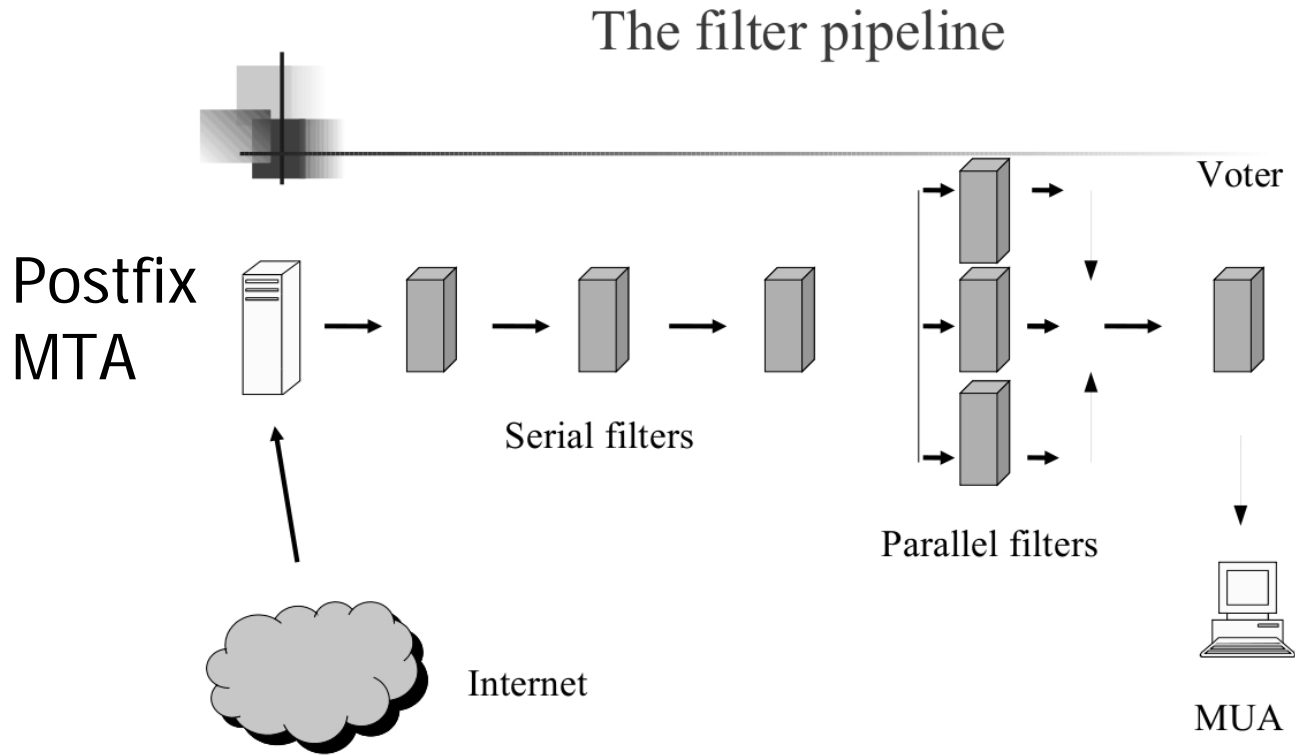 The filter pipeline
Voter
Postfix
MTA
Serial filters
Parallel filters
Internet
MUA